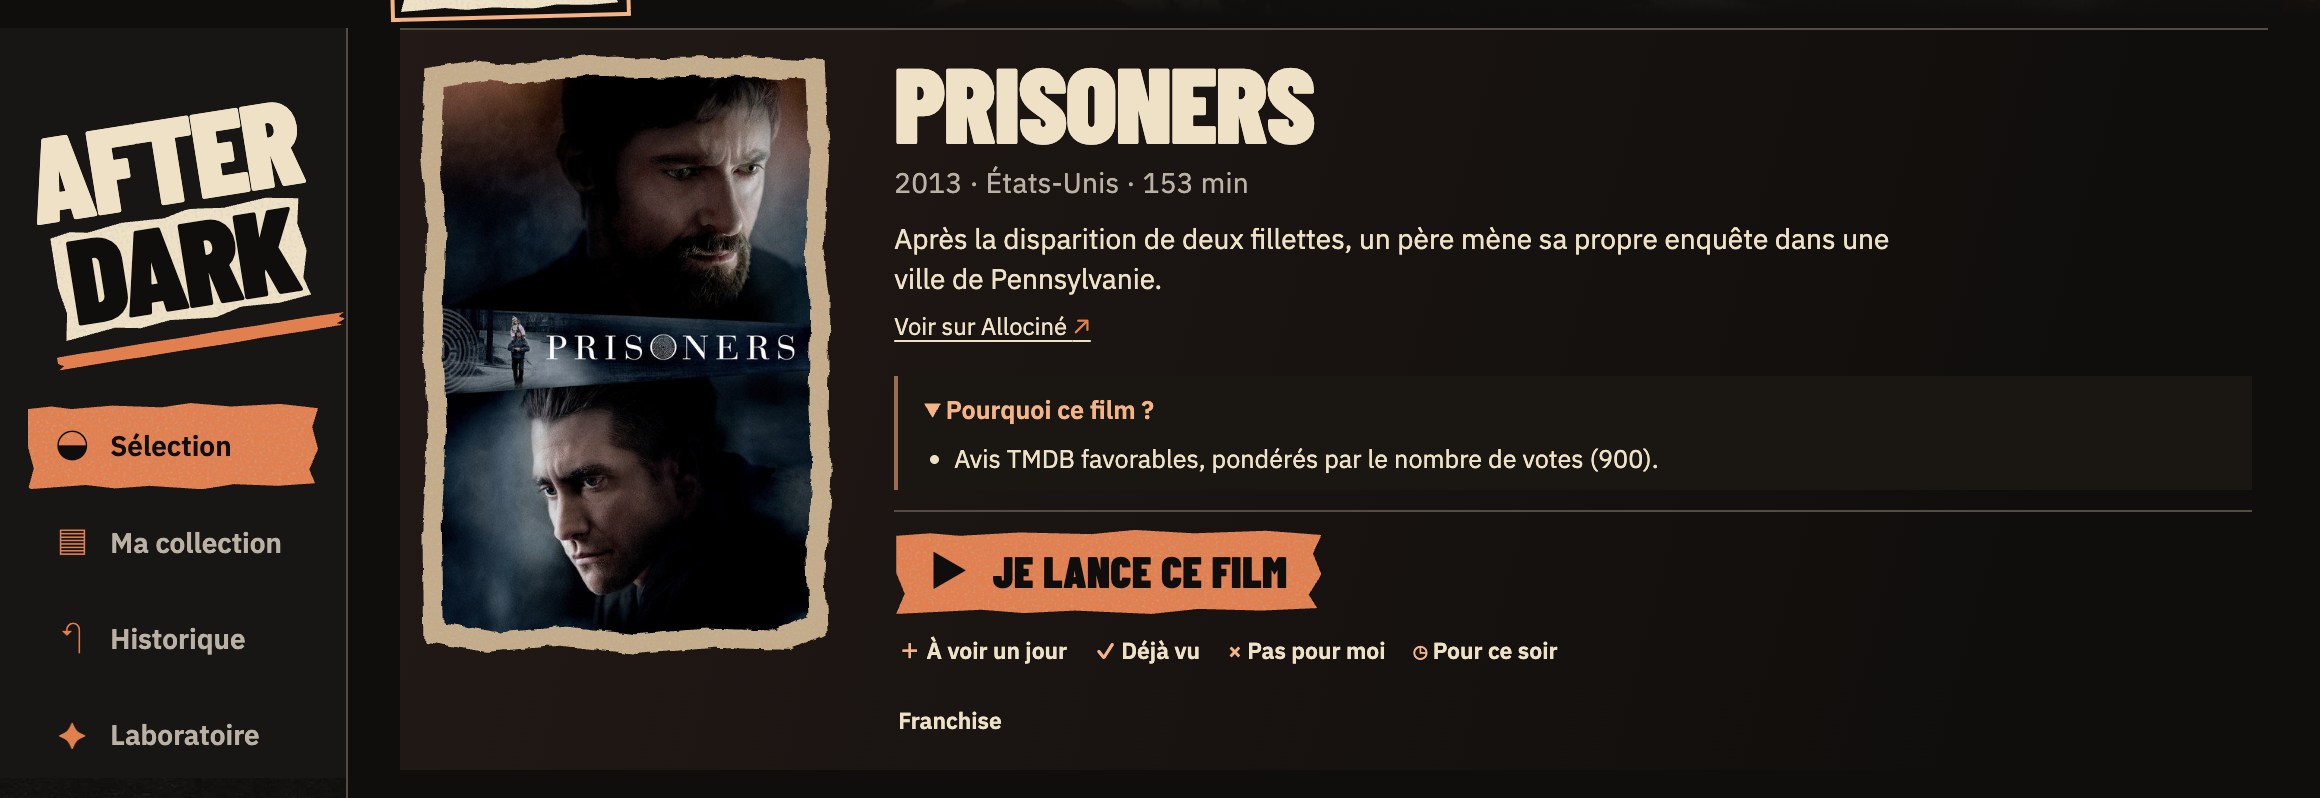 AFTER
DARK
Sélection
Ma collection
Historique
Laboratoire
PRISONERS
PRISONERS
2013 · États-Unis · 153 min
Après la disparition de deux fillettes, un père mène sa propre enquête dans une
ville de Pennsylvanie.
Voir sur Allociné ↗
▼ Pourquoi ce film ?
• Avis TMDB favorables, pondérés par le nombre de votes (900).
▶ JE LANCE CE FILM
+ À voir un jour ✓ Déjà vu × Pas pour moi ◷ Pour ce soir
Franchise